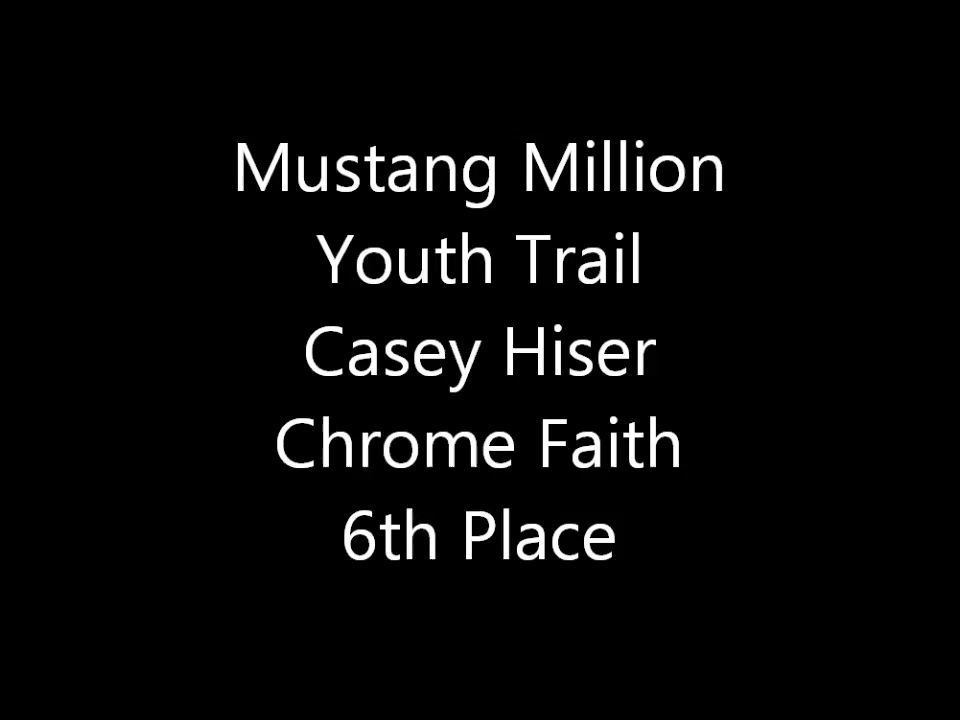 Mustang Million
Youth Trail
Casey Hiser
Chrome Faith
6th Place